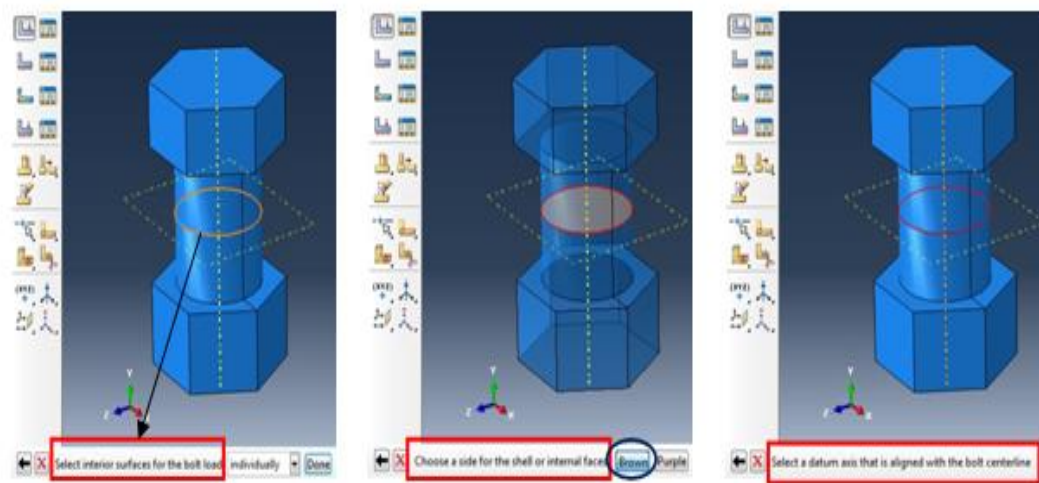 Y
Z
Select interior surfaces for the bolt load individually Done
Y
Z X
Choose a side for the shell or internal faces Brown Purple
Y
Z X
Select a datum axis that is aligned with the bolt centerline